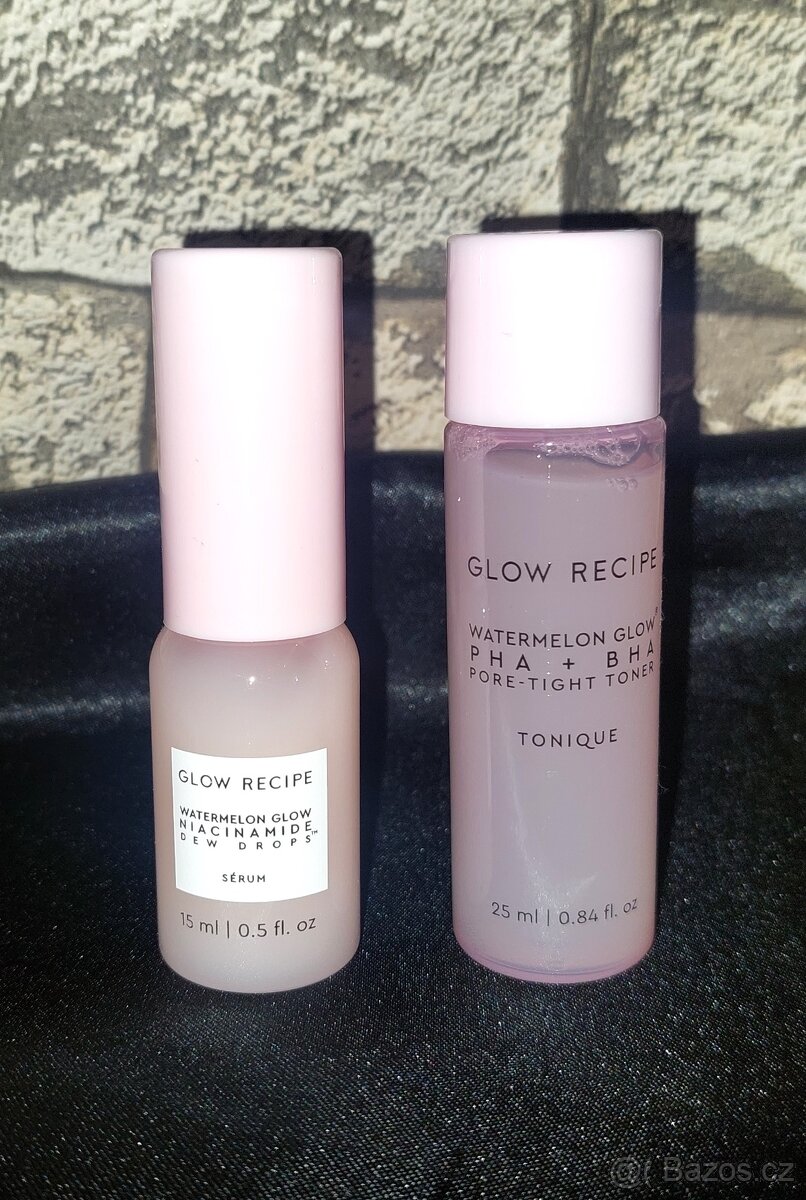 GLOW RECIPE
WATERMELON GLOW
NIACINAMIDE
DEW DROPS™
SÉRUM
15 ml | 0.5 fl. oz
GLOW RECIPE
WATERMELON GLOW®
PHA + BHA
PORE-TIGHT TONER
TONIQUE
25 ml | 0.84 fl. oz
Bazos.cz